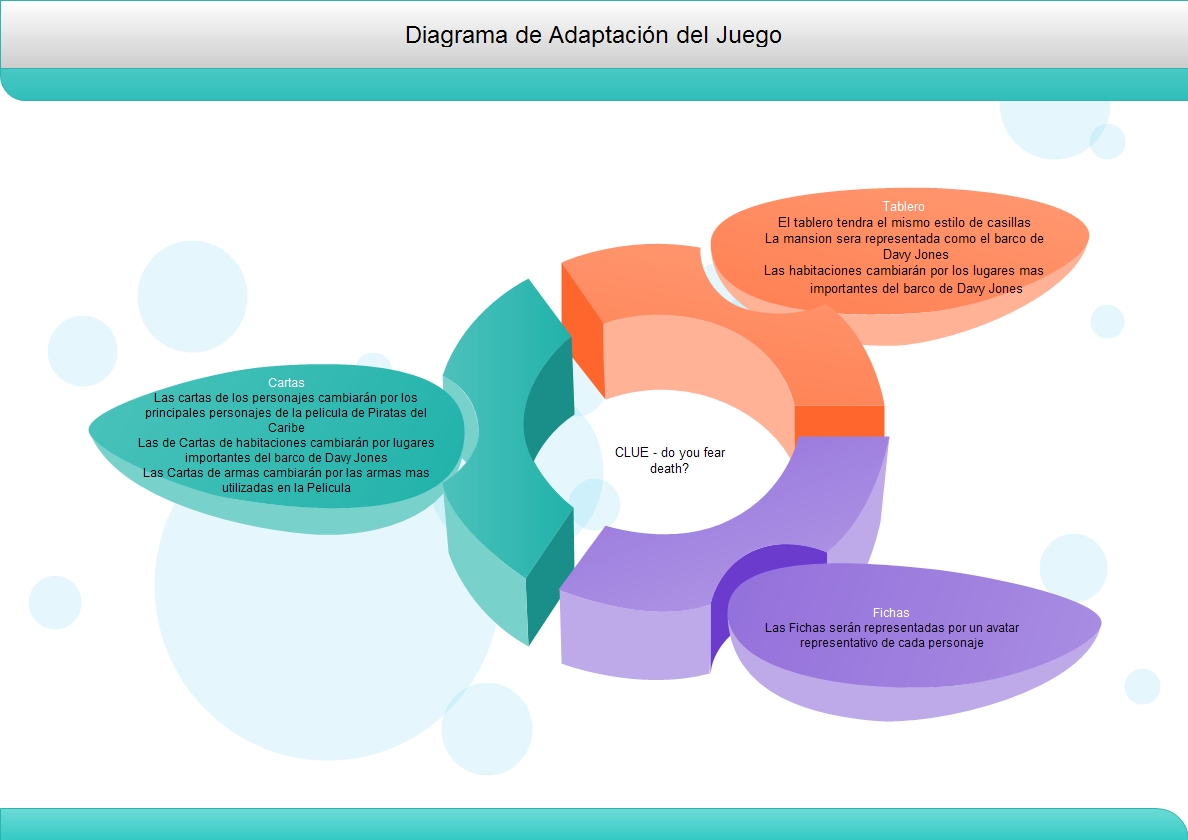 Diagrama de Adaptación del Juego
Tablero
El tablero tendra el mismo estilo de casillas
La mansion sera representada como el barco de
Davy Jones
Las habitaciones cambiarán por los lugares mas
importantes del barco de Davy Jones
Cartas
Las cartas de los personajes cambiarán por los
principales personajes de la pelicula de Piratas del
Caribe
Las de Cartas de habitaciones cambiarán por lugares
importantes del barco de Davy Jones
Las Cartas de armas cambiarán por las armas mas
utilizadas en la Pelicula
CLUE - do you fear
death?
Fichas
Las Fichas serán representadas por un avatar
representativo de cada personaje